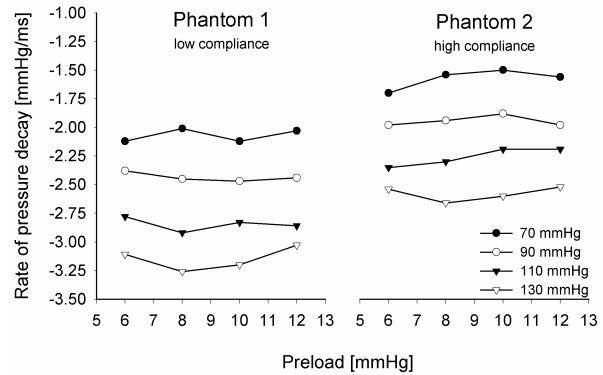 Phantom 1
low compliance
Phantom 2
high compliance
Rate of pressure decay [mmHg/ms]
-1.00
-1.25
-1.50
-1.75
-2.00
-2.25
-2.50
-2.75
-3.00
-3.25
-3.50
70 mmHg
90 mmHg
110 mmHg
130 mmHg
5 6 7 8 9 10 11 12 13
5 6 7 8 9 10 11 12 13
Preload [mmHg]